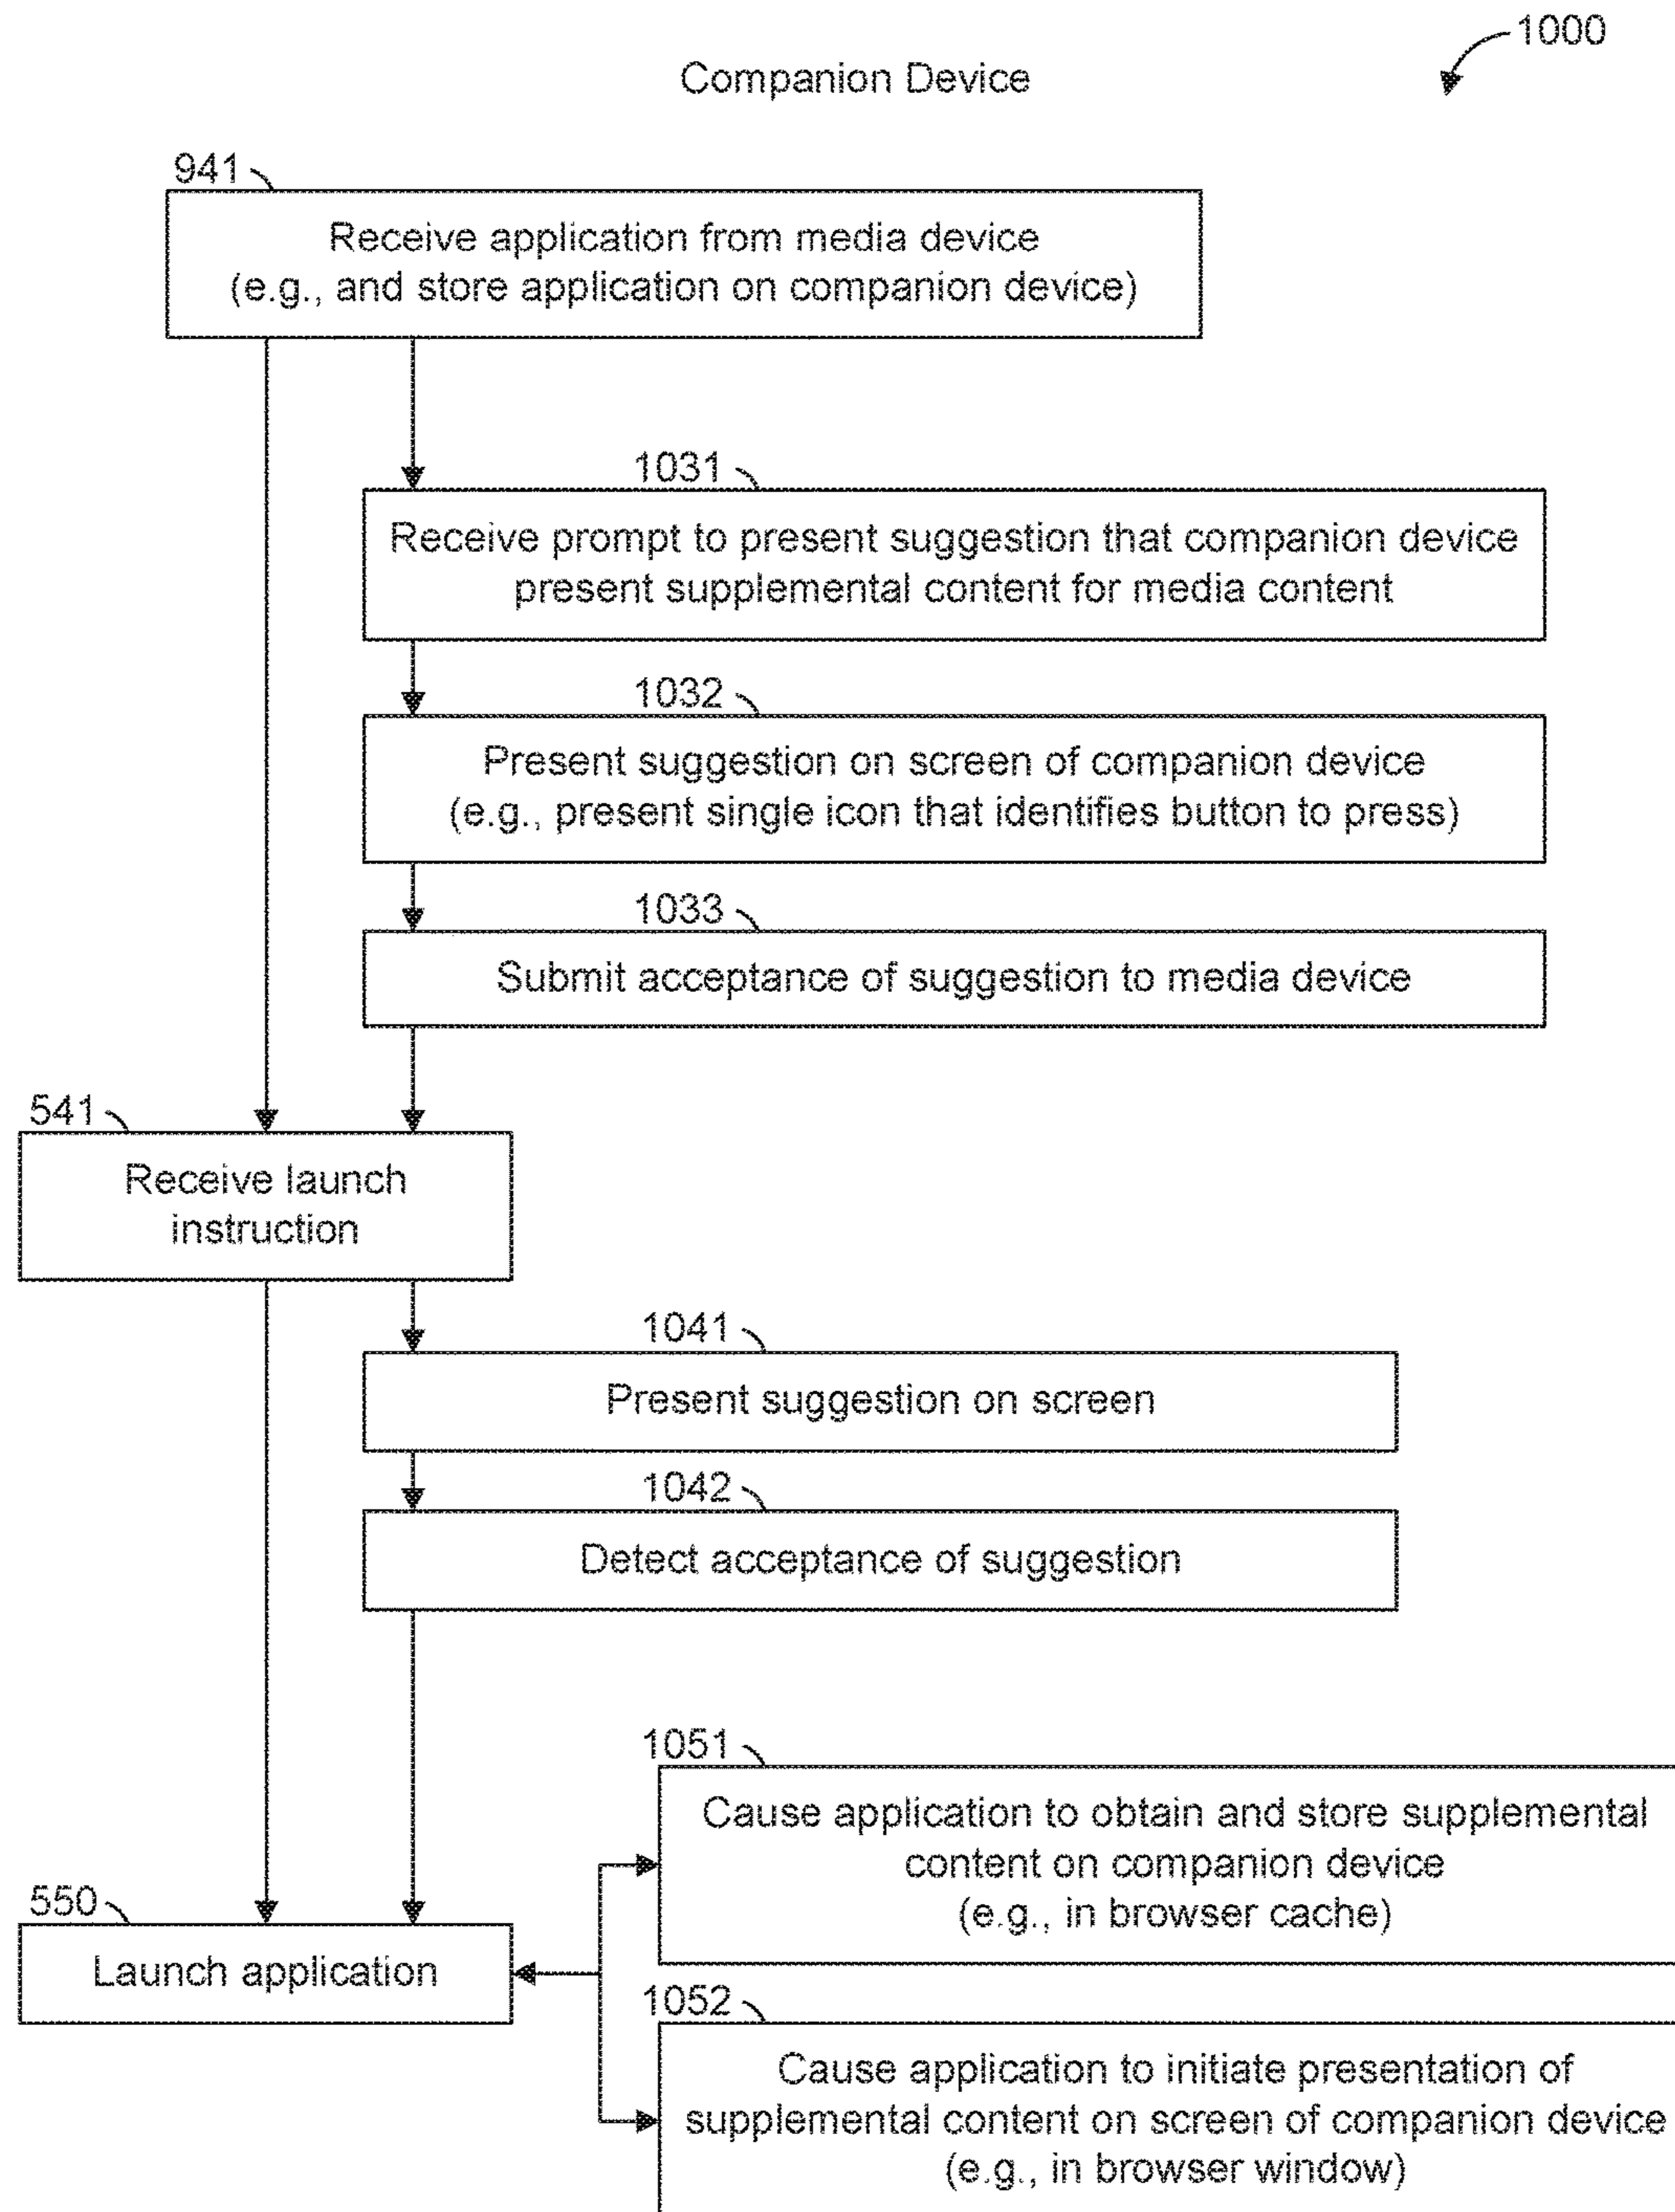 1000
Companion Device
941
Receive application from media device
(e.g., and store application on companion device)
1031
Receive prompt to present suggestion that companion device
present supplemental content for media content
1032
Present suggestion on screen of companion device
(e.g., present single icon that identifies button to press)
1033
Submit acceptance of suggestion to media device
541
Receive launch
instruction
1041
Present suggestion on screen
1042
Detect acceptance of suggestion
1051
Cause application to obtain and store supplemental
content on companion device
(e.g., in browser cache)
550
Launch application
1052
Cause application to initiate presentation of
supplemental content on screen of companion device
(e.g., in browser window)